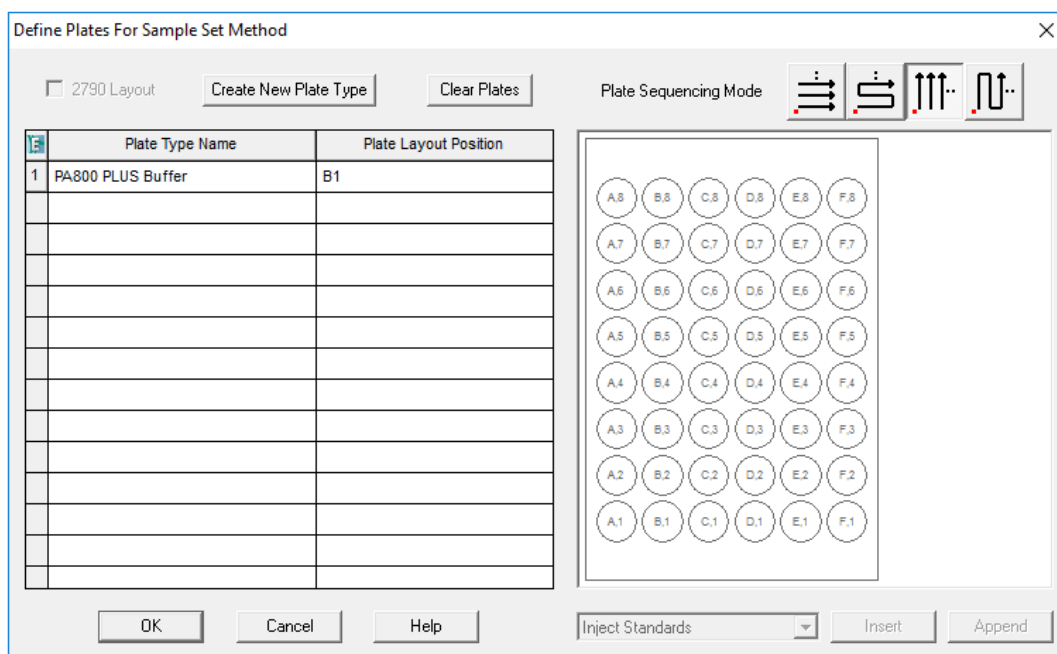 Define Plates For Sample Set Method
2790 Layout Create New Plate Type Clear Plates Plate Sequencing Mode
Plate Type Name Plate Layout Position
1 PA800 PLUS Buffer B1
A,8 B,8 C,8 D,8 E,8 F,8
A,7 B,7 C,7 D,7 E,7 F,7
A,6 B,6 C,6 D,6 E,6 F,6
A,5 B,5 C,5 D,5 E,5 F,5
A,4 B,4 C,4 D,4 E,4 F,4
A,3 B,3 C,3 D,3 E,3 F,3
A,2 B,2 C,2 D,2 E,2 F,2
A,1 B,1 C,1 D,1 E,1 F,1
OK Cancel Help Inject Standards Insert Append